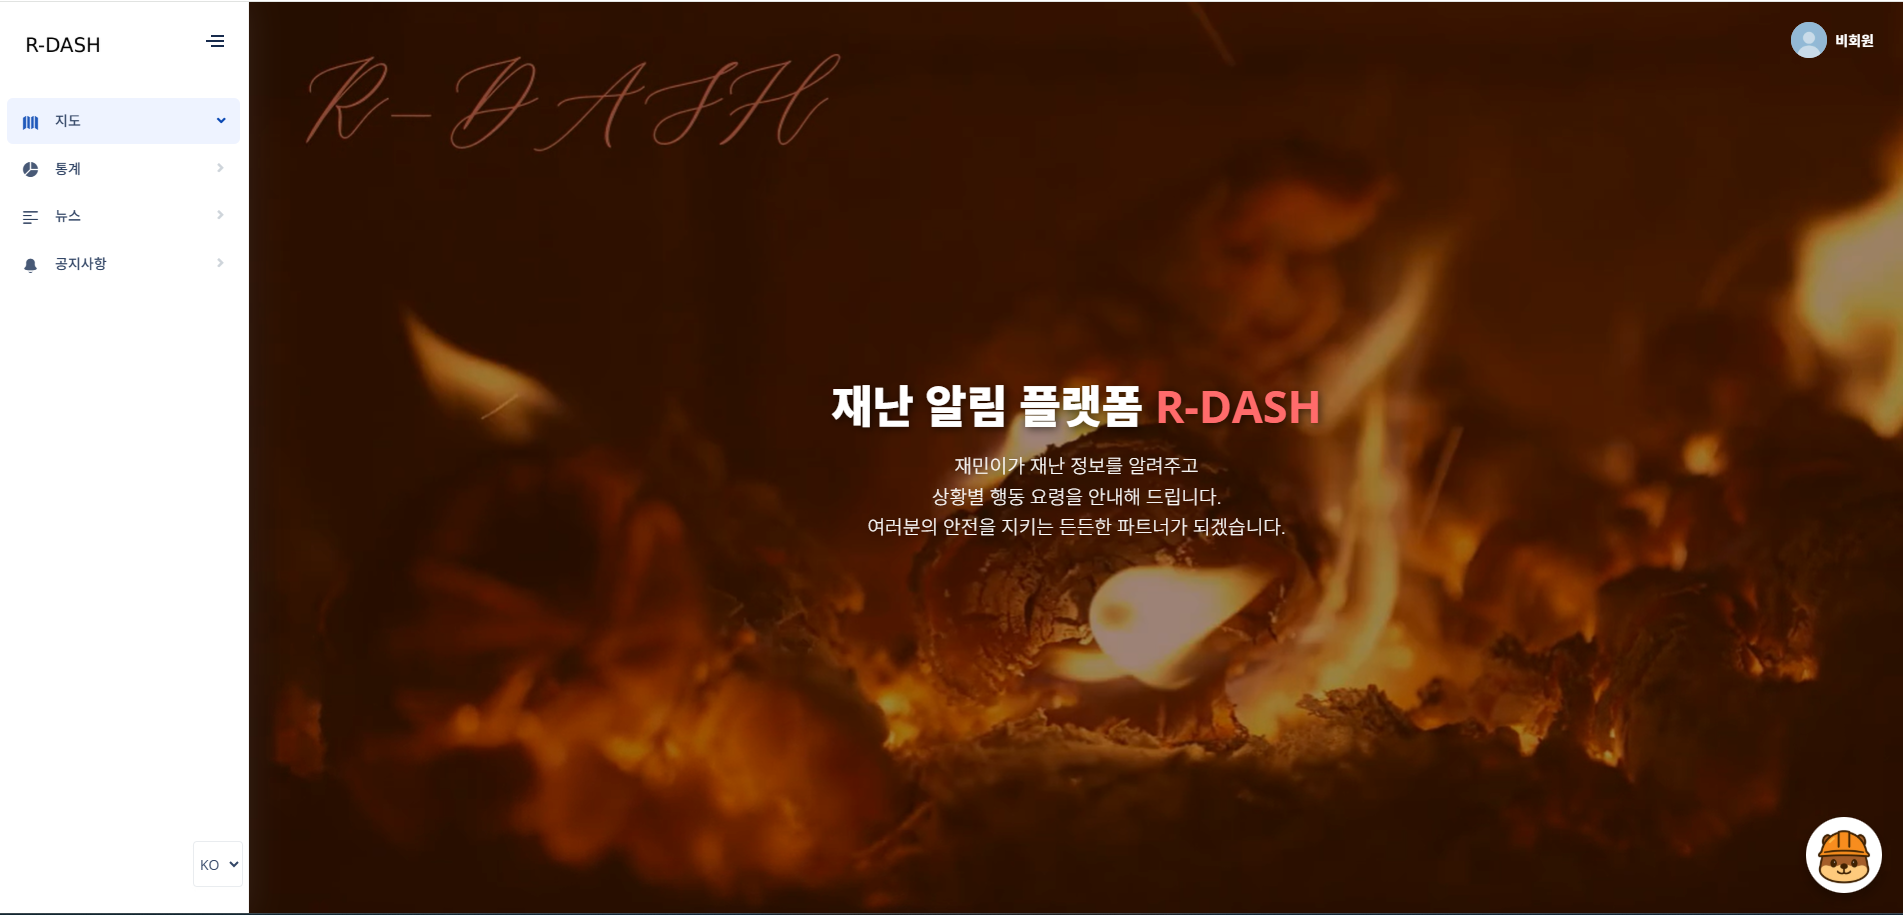 R-DASH
지도
통계
뉴스
공지사항
KO
R-DASH
비회원
재난 알림 플랫폼 R-DASH
재민이가 재난 정보를 알려주고
상황별 행동 요령을 안내해 드립니다.
여러분의 안전을 지키는 든든한 파트너가 되겠습니다.